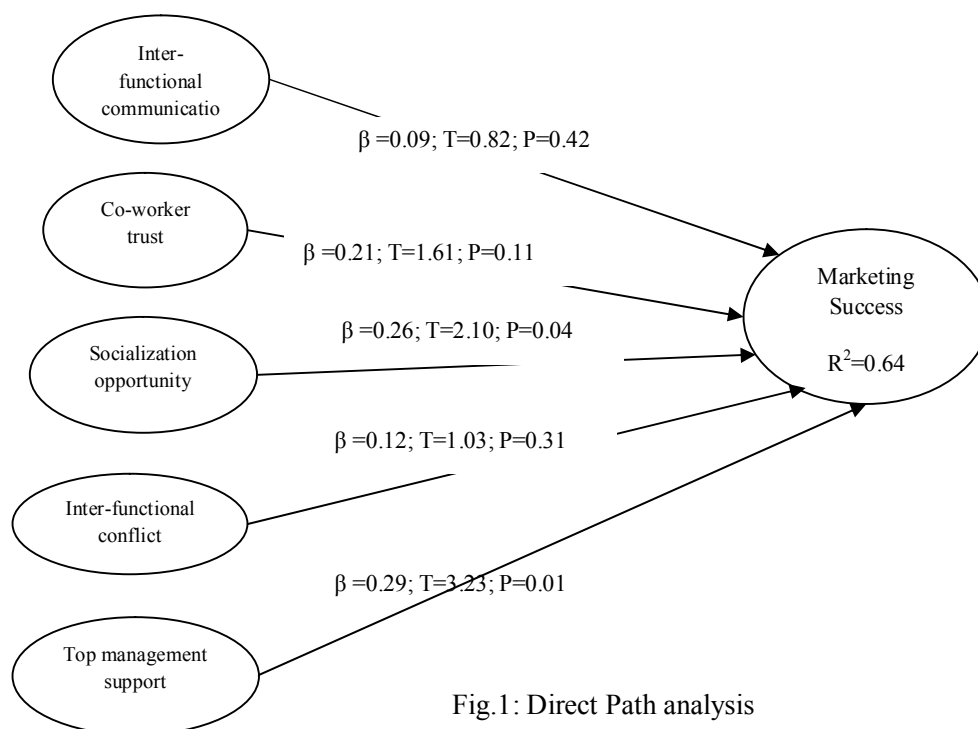 Inter-
functional
communicatio
β =0.09; T=0.82; P=0.42
Co-worker
trust
β =0.21; T=1.61; P=0.11
Marketing
Success
R²=0.64
β =0.26; T=2.10; P=0.04
Socialization
opportunity
β =0.12; T=1.03; P=0.31
Inter-functional
conflict
β =0.29; T=3.23; P=0.01
Top management
support
Fig.1: Direct Path analysis